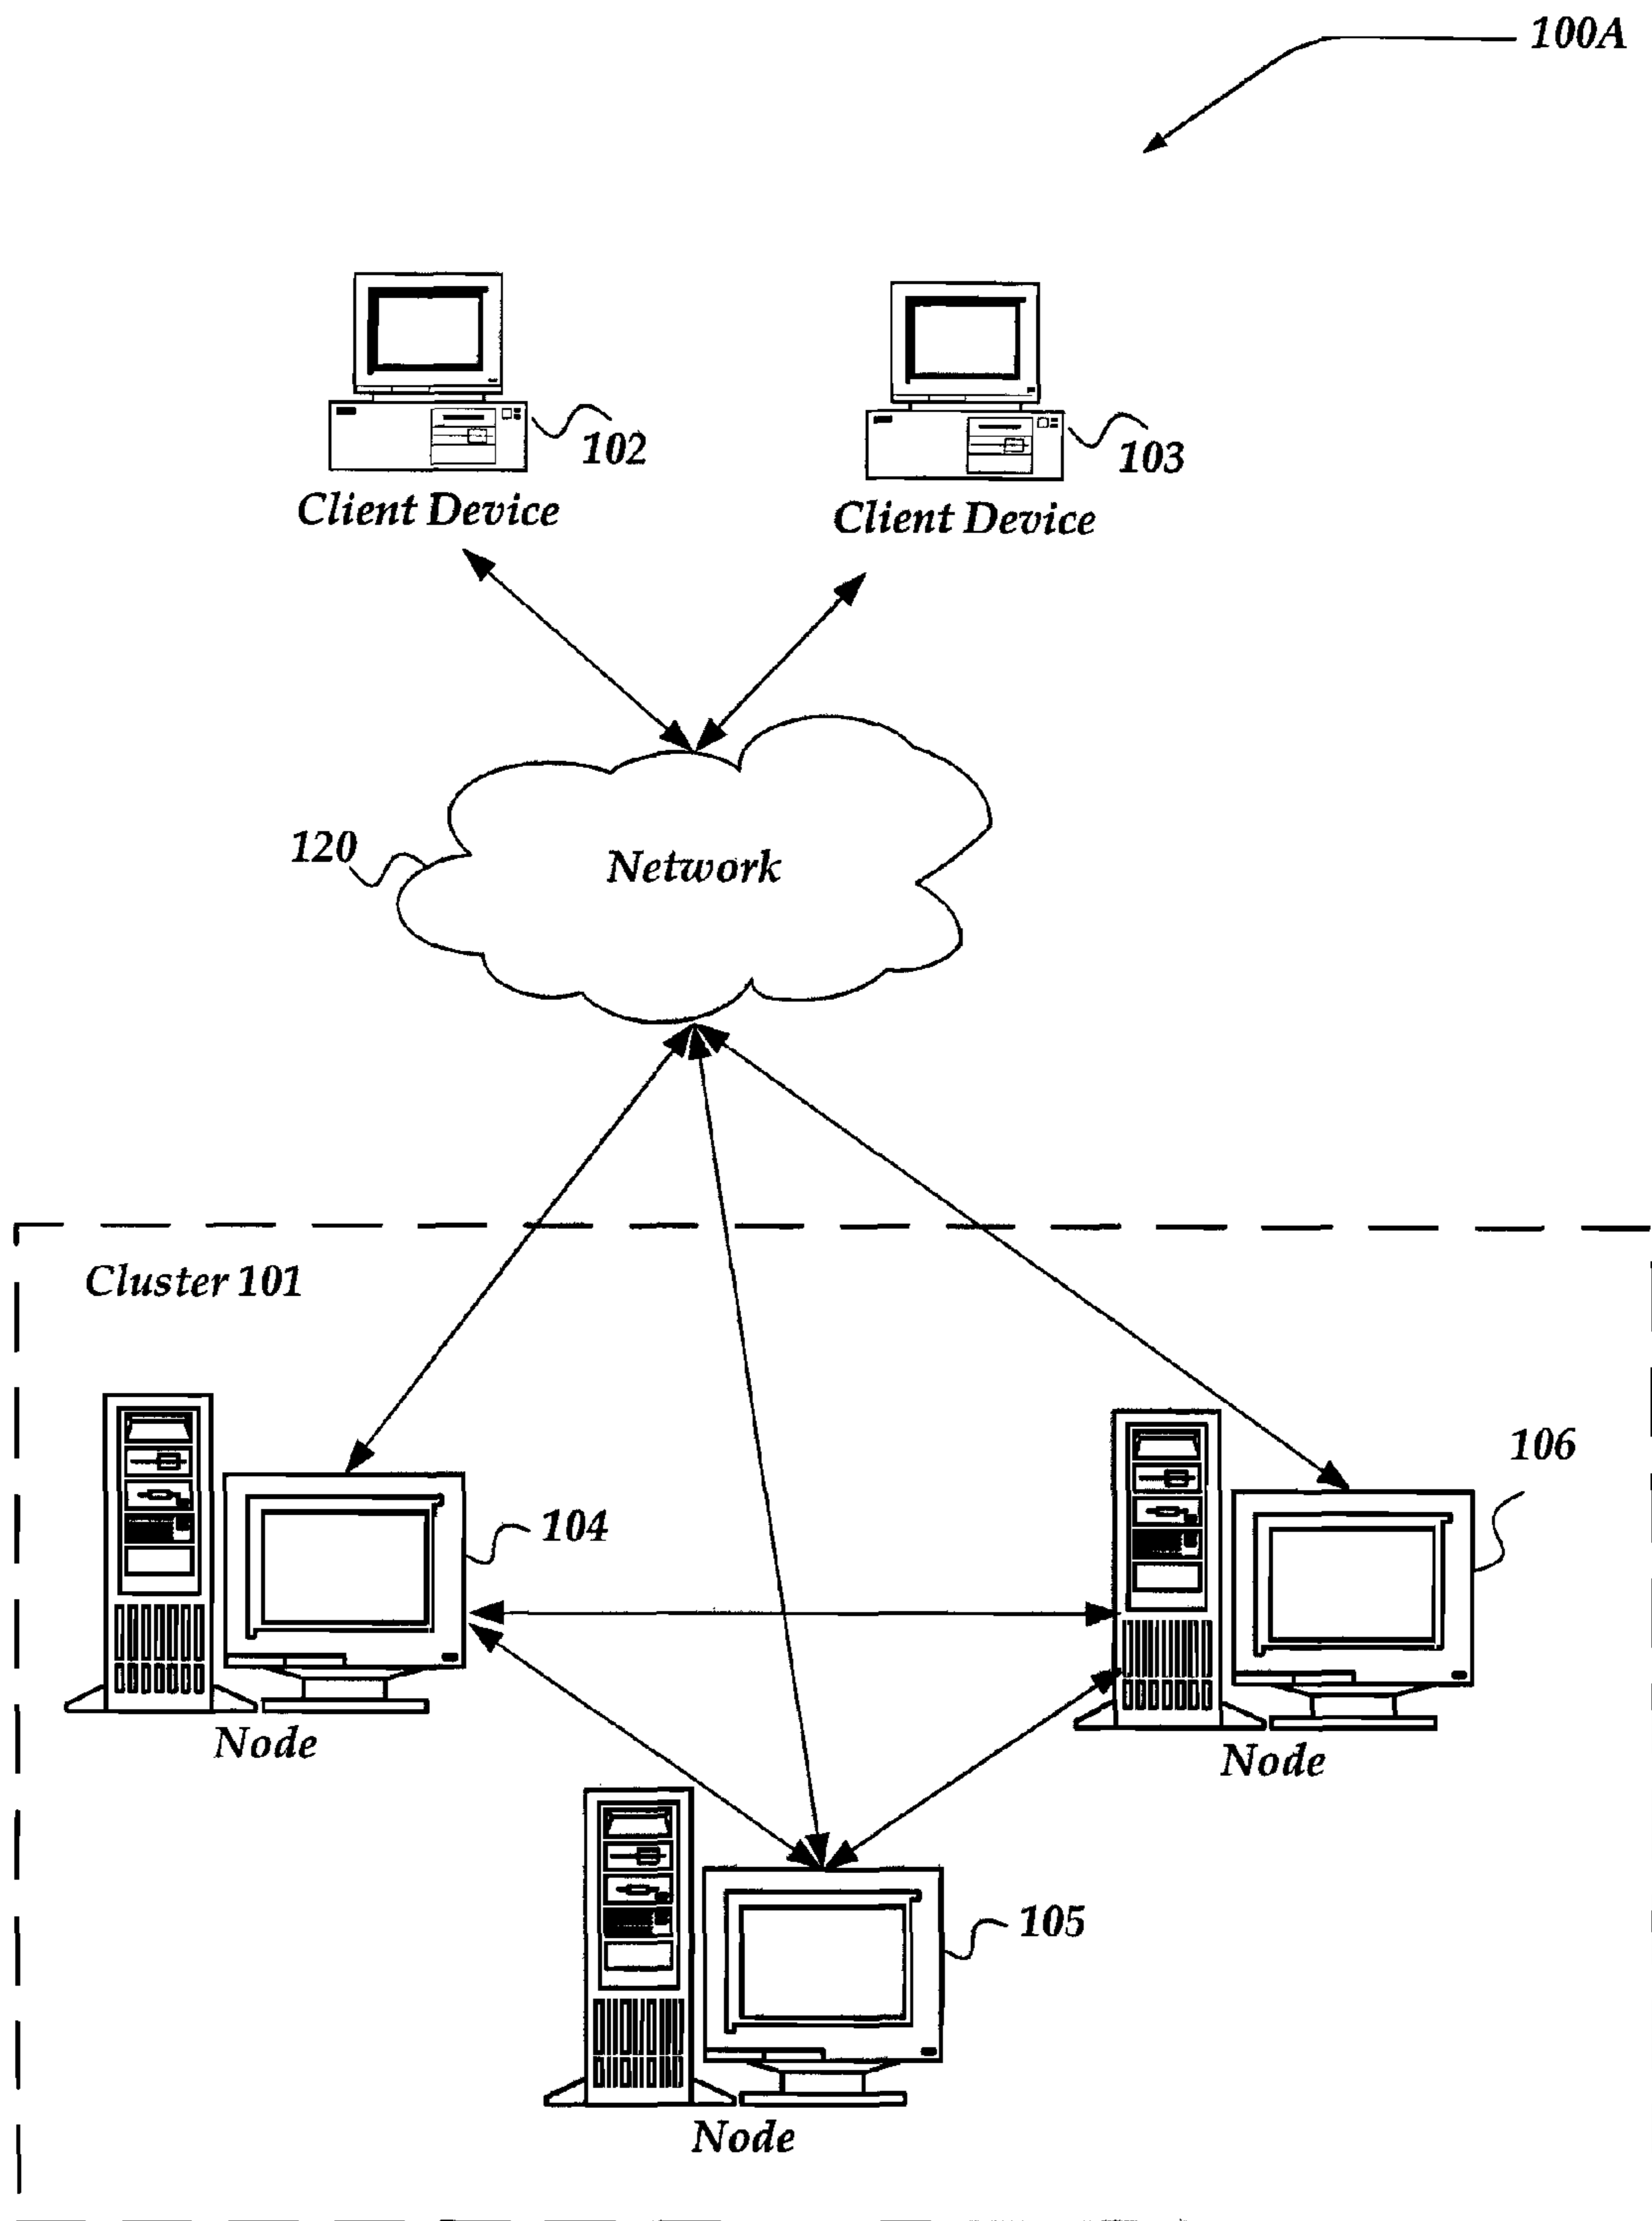 100A
102
Client Device
103
Client Device
120
Network
Cluster 101
104
Node
106
Node
105
Node